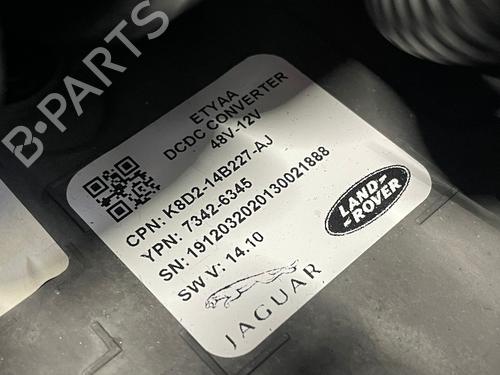 ETYAA
DCDC CONVERTER
48V-12V
CPN: K8D2-14B227-AJ
YPN: 7342-6345
SN: 1912032020130021888
SW V: 14.10
LAND-
-ROVER
JAGUAR
B-PARTS